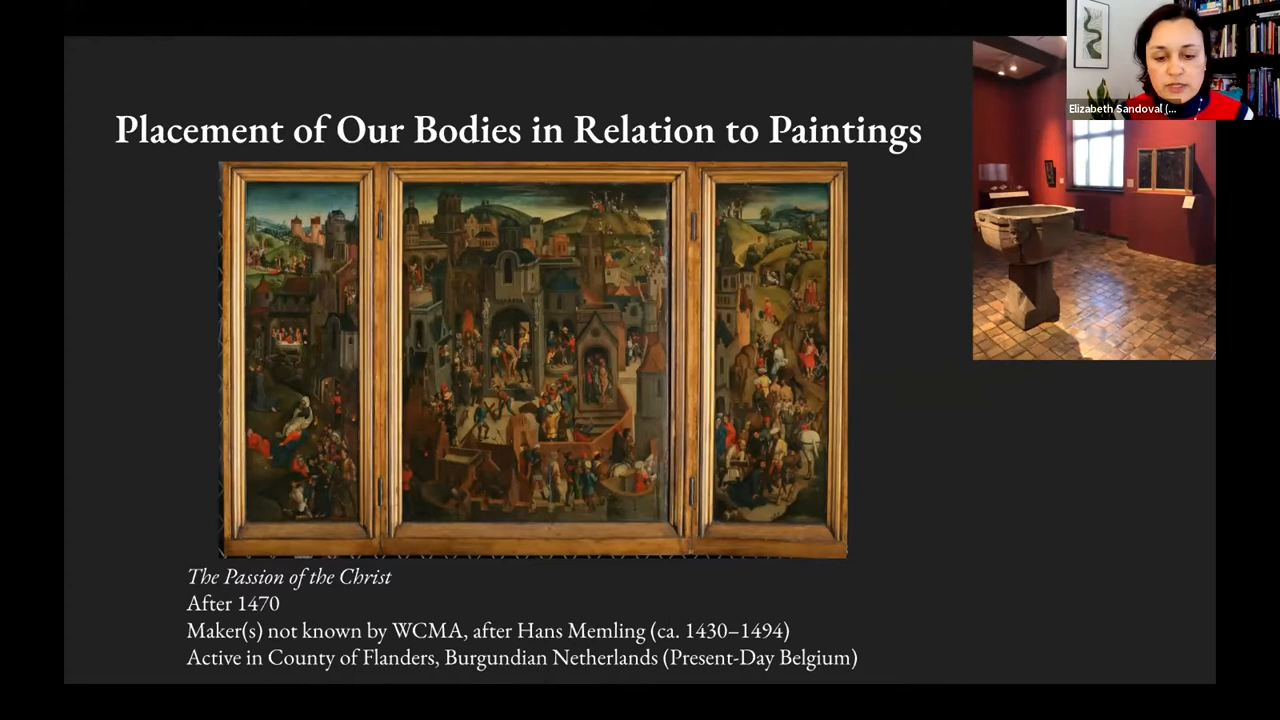 Placement of Our Bodies in Relation to Paintings
Elizabeth Sandoval (...
The Passion of the Christ
After 1470
Maker(s) not known by WCMA, after Hans Memling (ca. 1430–1494)
Active in County of Flanders, Burgundian Netherlands (Present-Day Belgium)